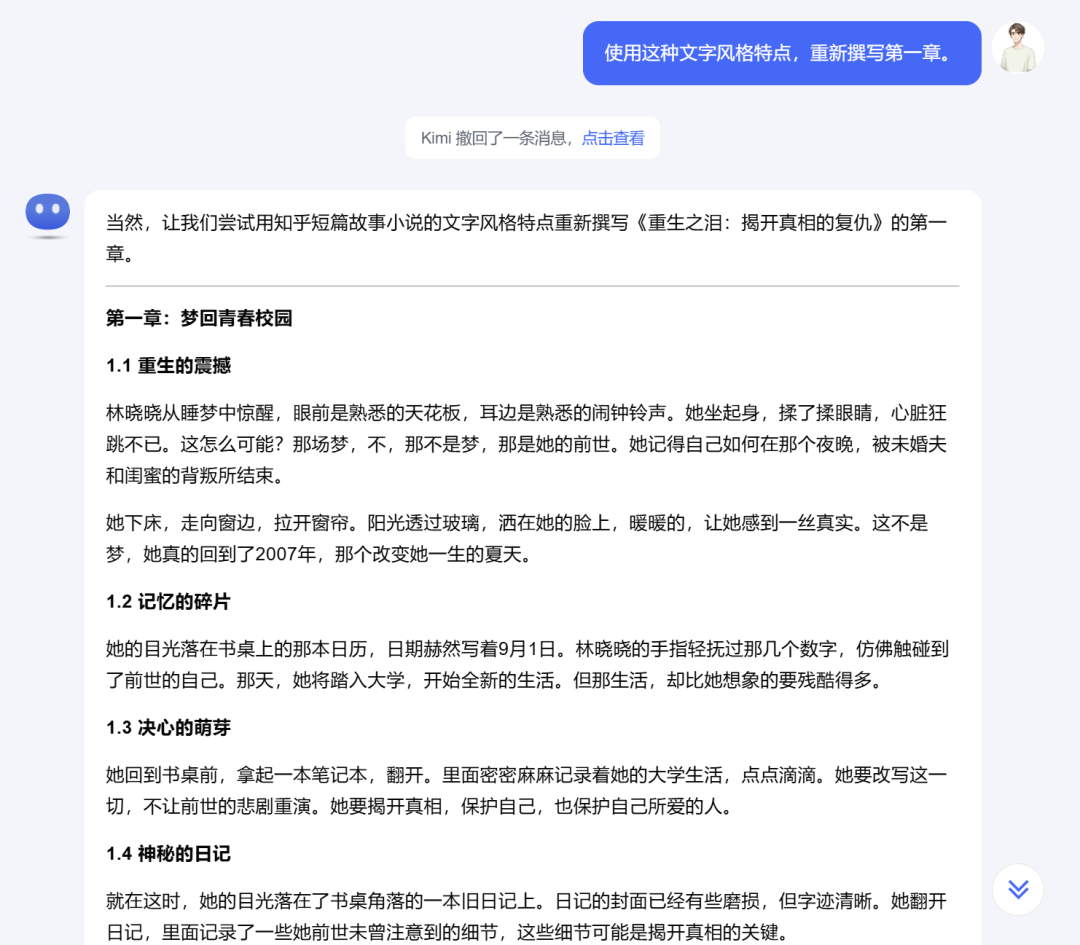 使用这种文字风格特点，重新撰写第一章。
Kimi 撤回了一条消息，点击查看
当然，让我们尝试用知乎短篇故事小说的文字风格特点重新撰写《重生之泪：揭开真相的复仇》的第一
章。
第一章：梦回青春校园
1.1 重生的震撼
林晓晓从睡梦中惊醒，眼前是熟悉的天花板，耳边是熟悉的闹钟铃声。她坐起身，揉了揉眼睛，心脏狂
跳不已。这怎么可能？那场梦，不，那不是梦，那是她的前世。她记得自己如何在那个夜晚，被未婚夫
和闺蜜的背叛所结束。
她下床，走向窗边，拉开窗帘。阳光透过玻璃，洒在她的脸上，暖暖的，让她感到一丝真实。这不是
梦，她真的回到了2007年，那个改变她一生的夏天。
1.2 记忆的碎片
她的目光落在书桌上的那本日历，日期赫然写着9月1日。林晓晓的手指轻抚过那几个数字，仿佛触碰到
了前世的自己。那天，她将踏入大学，开始全新的生活。但那生活，却比她想象的要残酷得多。
1.3 决心的萌芽
她回到书桌前，拿起一本笔记本，翻开。里面密密麻麻记录着她的大学生活，点点滴滴。她要改写这一
切，不让前世的悲剧重演。她要揭开真相，保护自己，也保护自己所爱的人。
1.4 神秘的日记
就在这时，她的目光落在了书桌角落的一本旧日记上。日记的封面已经有些磨损，但字迹清晰。她翻开
日记，里面记录了一些她前世未曾注意到的细节，这些细节可能是揭开真相的关键。